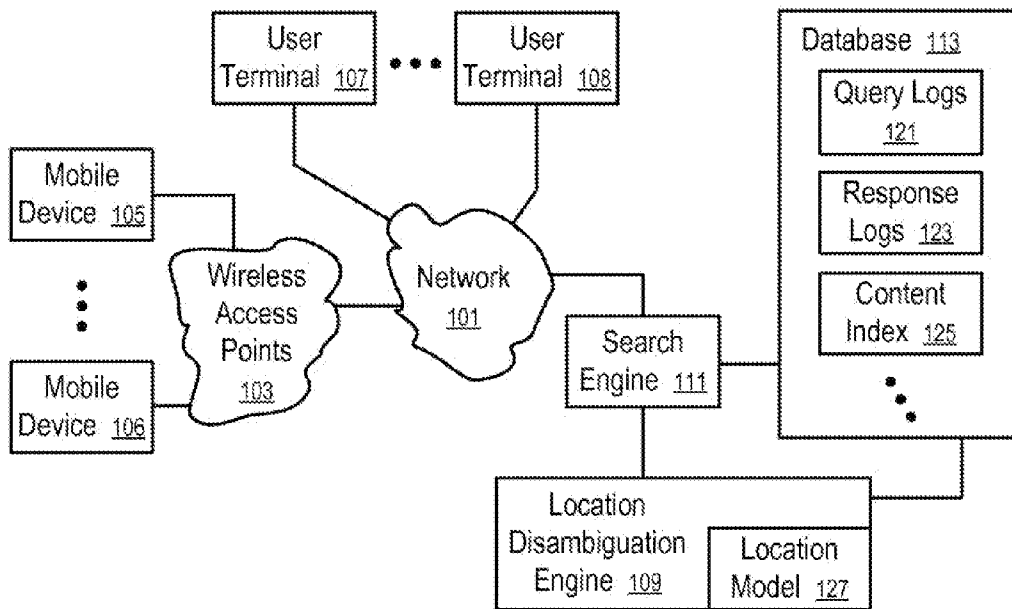 User
Terminal 107
User
Terminal 108
Database 113
Query Logs
121
Response
Logs 123
Content
Index 125
Mobile
Device 105
Wireless
Access
Points
103
Network
101
Search
Engine 111
Mobile
Device 106
Location
Disambiguation
Engine 109
Location
Model 127